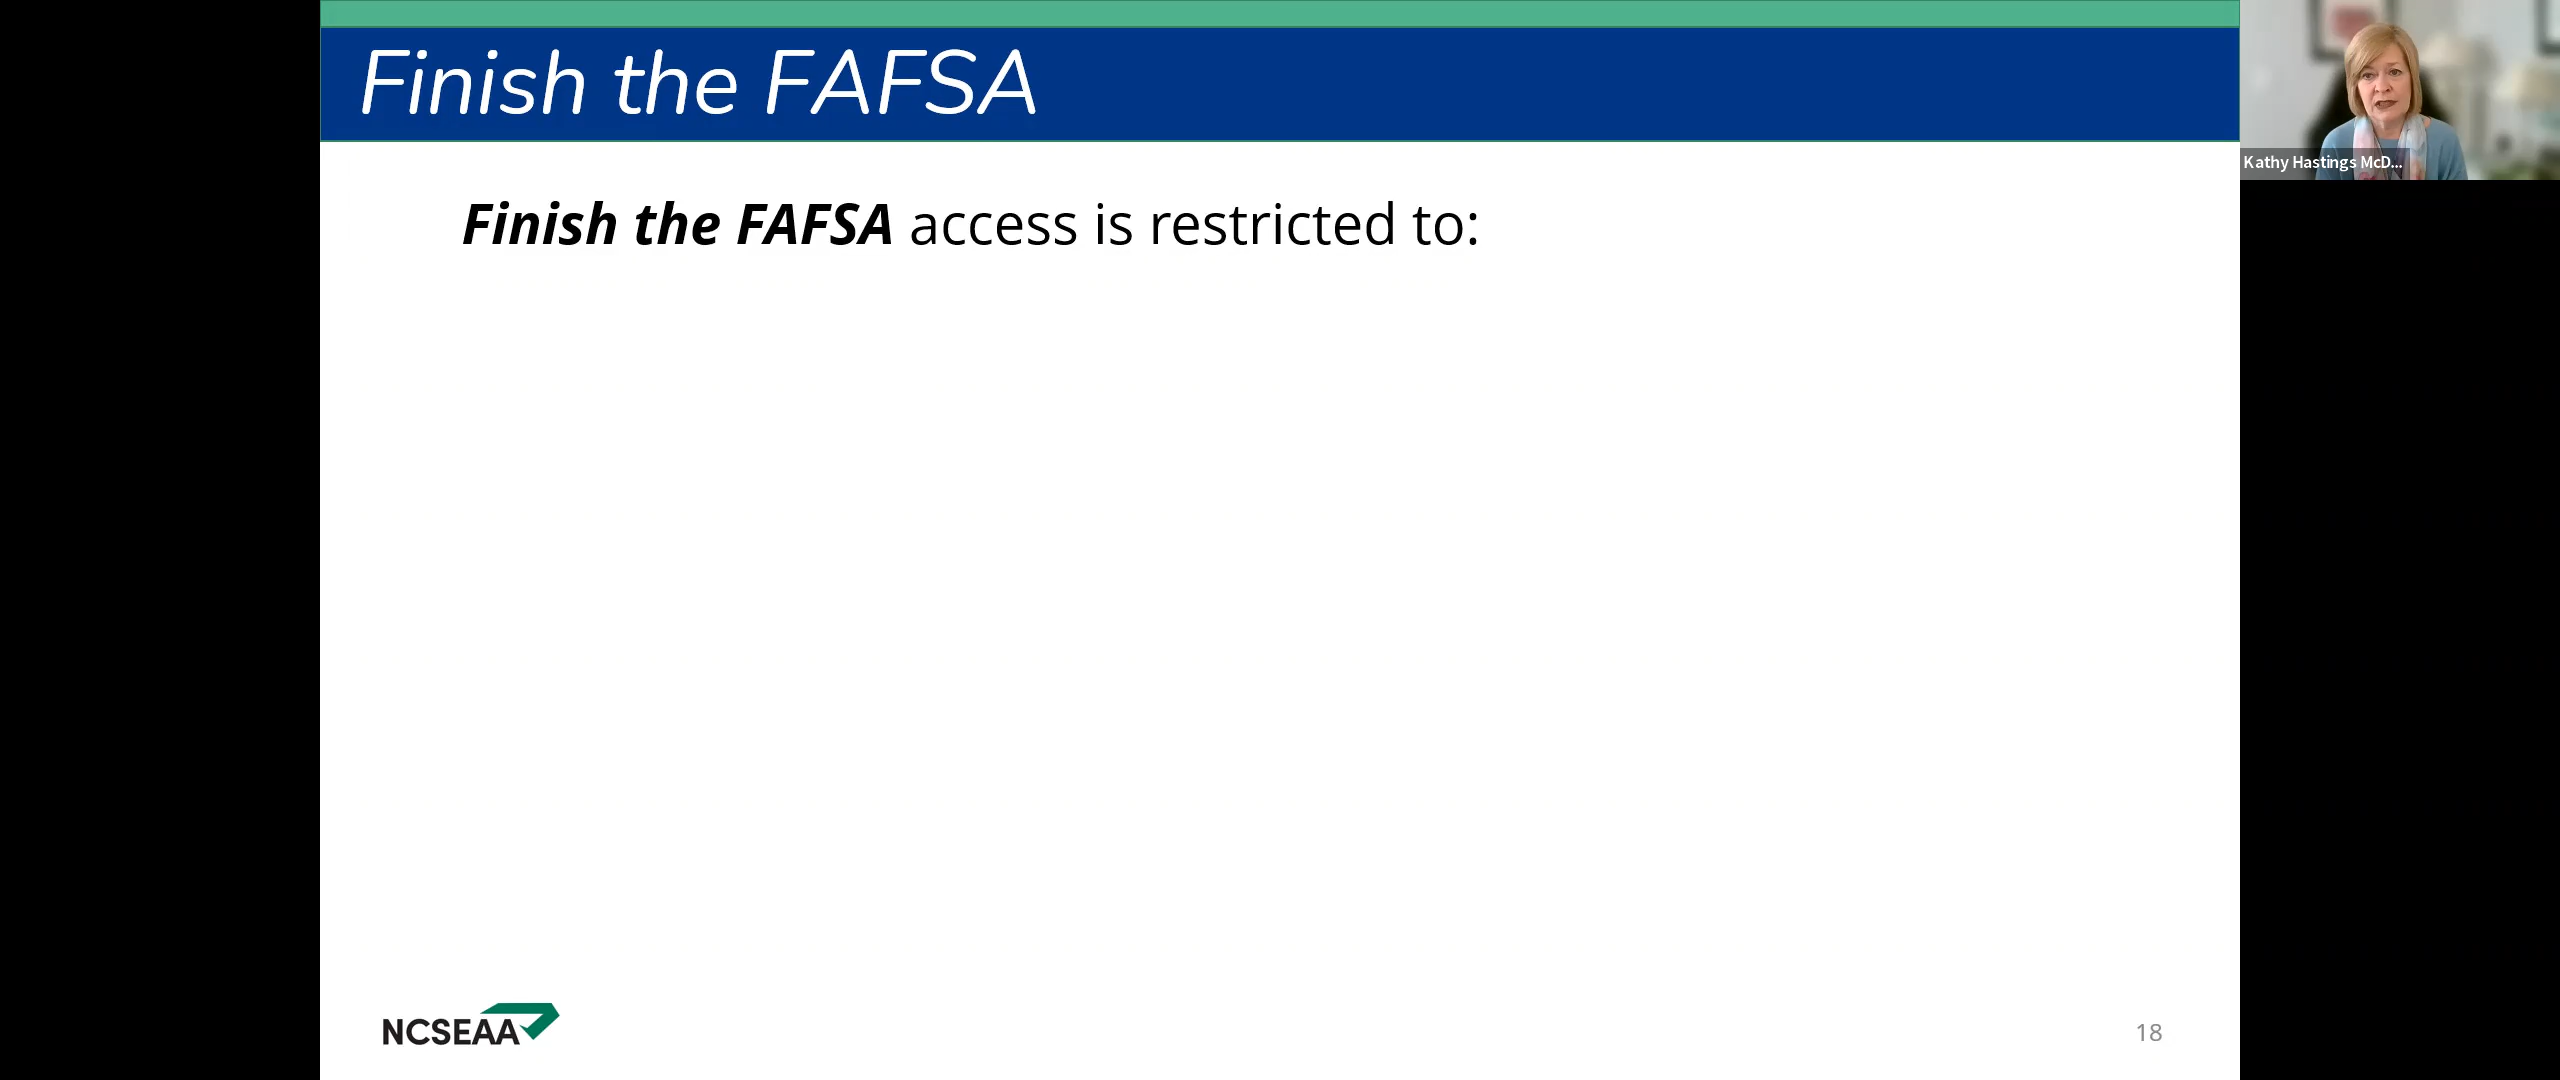 Finish the FAFSA
Kathy Hastings McD...
Finish the FAFSA access is restricted to:
NCSEAA
18